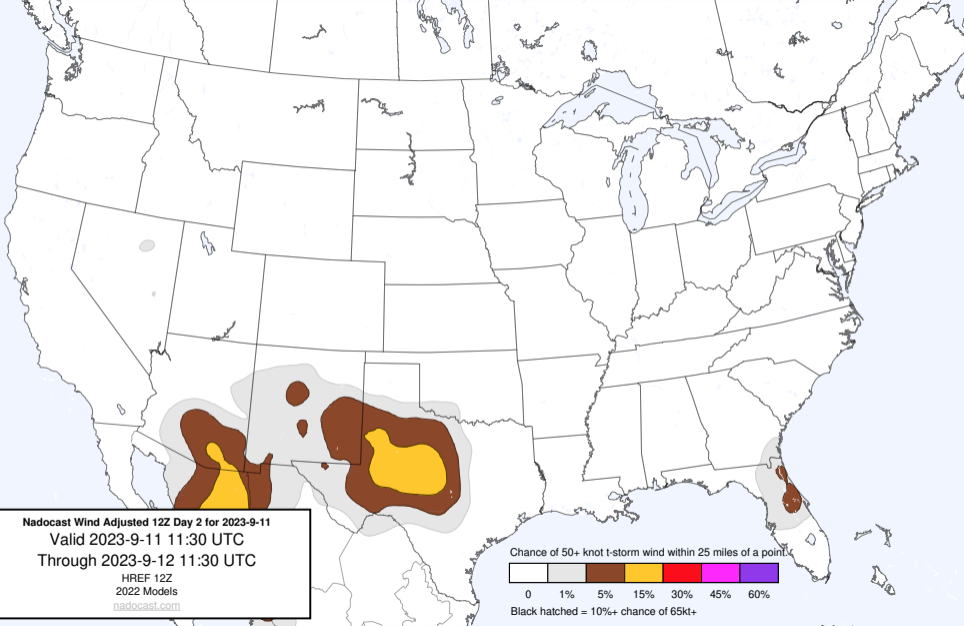 Nadocast Wind Adjusted 12Z Day 2 for 2023-9-11
Valid 2023-9-11 11:30 UTC
Through 2023-9-12 11:30 UTC
HREF 12Z
2022 Models
nadocast.com
Chance of 50+ knot t-storm wind within 25 miles of a point.
0 1% 5% 15% 30% 45% 60%
Black hatched = 10%+ chance of 65kt+